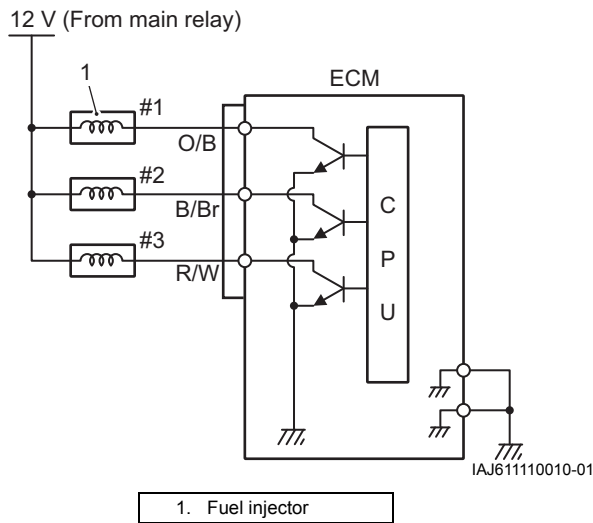 12 V (From main relay)
1
ECM
#1
O/B
#2
B/Br
#3
R/W
C
P
U
IAJ611110010-01
1. Fuel injector